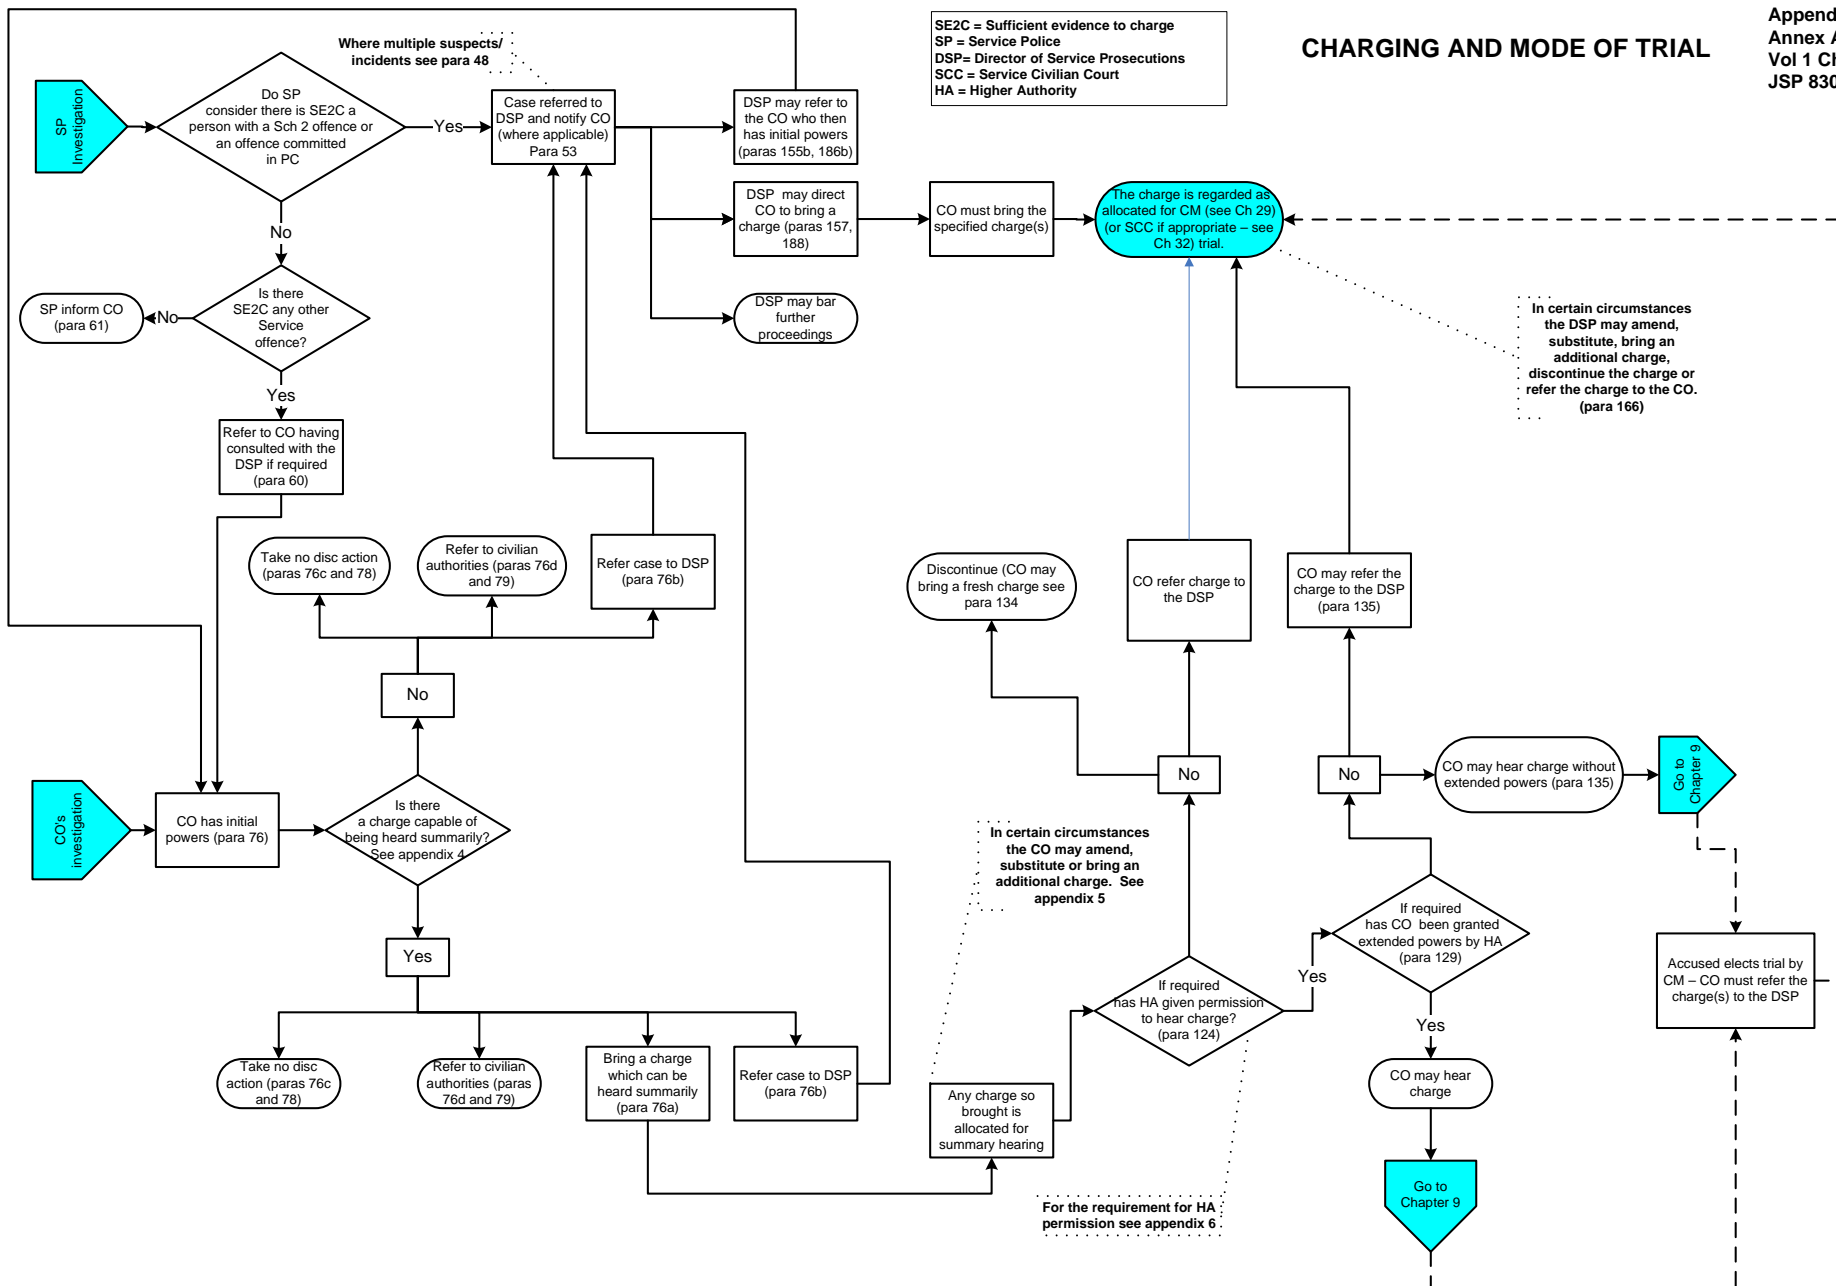 SE2C = Sufficient evidence to charge
SP = Service Police
DSP= Director of Service Prosecutions
SCC = Service Civilian Court
HA = Higher Authority
CHARGING AND MODE OF TRIAL
Append
Annex A
Vol 1 Ch
JSP 830
Where multiple suspects/
incidents see para 48
SP
Investigation
Do SP
consider there is SE2C a
person with a Sch 2 offence or
an offence committed
in PC
Yes
Case referred to
DSP and notify CO
(where applicable)
Para 53
DSP may refer to
the CO who then
has initial powers
(paras 155b, 186b)
DSP may direct
CO to bring a
charge (paras 157,
188)
CO must bring the
specified charge(s)
The charge is regarded as
allocated for CM (see Ch 29)
(or SCC if appropriate – see
Ch 32) trial.
No
DSP may bar
further
proceedings
Is there
SE2C any other
Service
offence?
No
SP inform CO
(para 61)
In certain circumstances
the DSP may amend,
substitute, bring an
additional charge,
discontinue the charge or
refer the charge to the CO.
(para 166)
Yes
Refer to CO having
consulted with the
DSP if required
(para 60)
Take no disc action
(paras 76c and 78)
Refer to civilian
authorities (paras 76d
and 79)
Refer case to DSP
(para 76b)
Discontinue (CO may
bring a fresh charge see
para 134
CO refer charge to
the DSP
CO may refer the
charge to the DSP
(para 135)
No
No
No
CO may hear charge without
extended powers (para 135)
Go to
Chapter 9
CO's
investigation
CO has initial
powers (para 76)
Is there
a charge capable of
being heard summarily?
See appendix 4
In certain circumstances
the CO may amend,
substitute or bring an
additional charge. See
appendix 5
If required
has CO been granted
extended powers by HA
(para 129)
Yes
Accused elects trial by
CM – CO must refer the
charge(s) to the DSP
If required
has HA given permission
to hear charge?
(para 124)
Yes
Yes
Take no disc
action (paras 76c
and 78)
Refer to civilian
authorities (paras
76d and 79)
Bring a charge
which can be
heard summarily
(para 76a)
Refer case to DSP
(para 76b)
Any charge so
brought is
allocated for
summary hearing
CO may hear
charge
For the requirement for HA
permission see appendix 6
Go to
Chapter 9